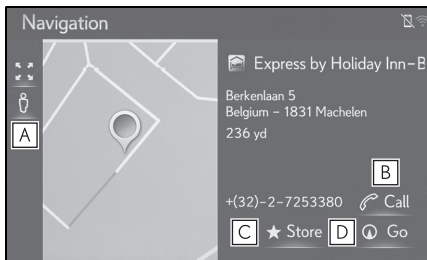 Navigation
Express by Holiday Inn-B
Berkenlaan 5
Belgium – 1831 Machelen
236 yd
A
B
+(32)-2-7253380 Call
C Store D Go